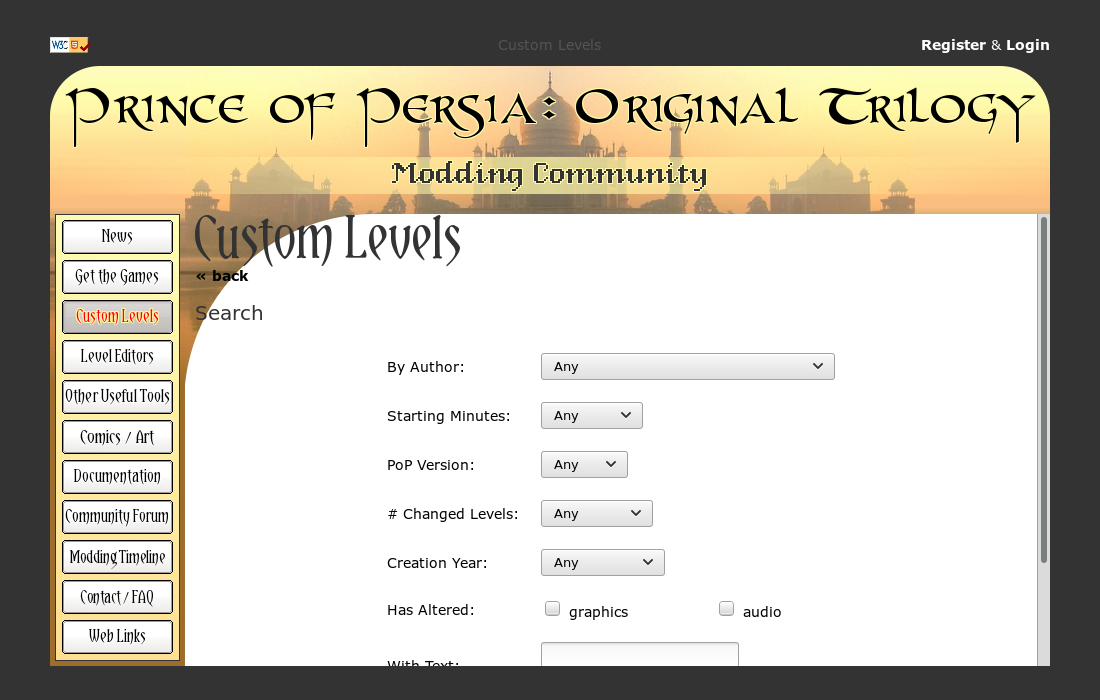 W3C 5
Custom Levels
Register & Login
Prince of Persia: Original Trilogy
Modding Community
News
Get the Games
Custom Levels
Level Editors
Other Useful Tools
Comics / Art
Documentation
Community Forum
Modding Timeline
Contact / FAQ
Web Links
Custom Levels
« back
Search
By Author: Any
Starting Minutes: Any
PoP Version: Any
# Changed Levels: Any
Creation Year: Any
Has Altered: graphics audio
With Text: